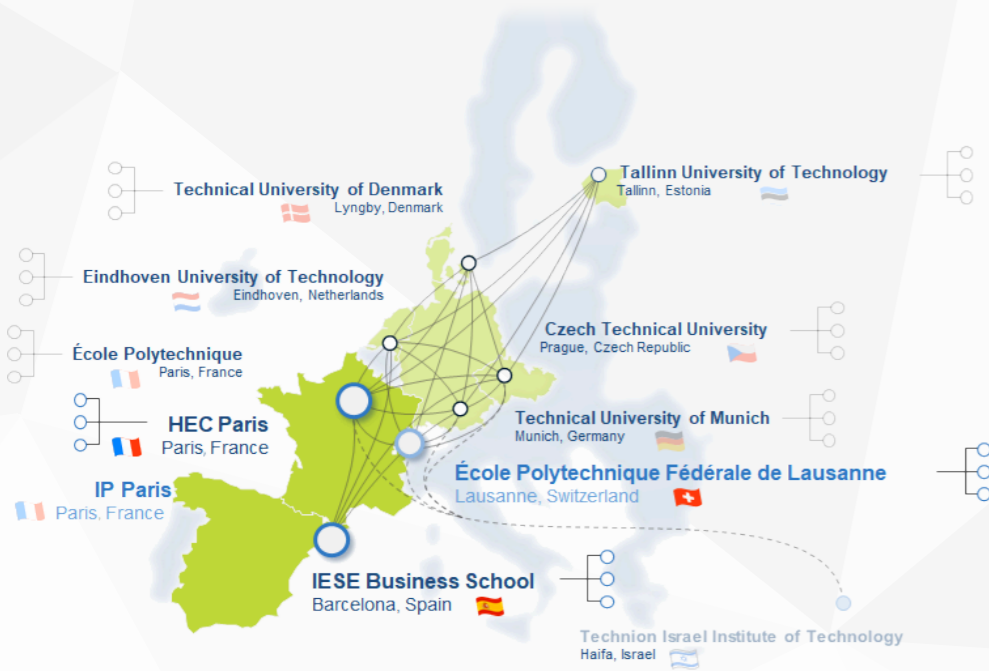 Technical University of Denmark
Lyngby, Denmark
Tallinn University of Technology
Tallinn, Estonia
Eindhoven University of Technology
Eindhoven, Netherlands
Czech Technical University
Prague, Czech Republic
École Polytechnique
Paris, France
HEC Paris
Paris, France
Technical University of Munich
Munich, Germany
École Polytechnique Fédérale de Lausanne
Lausanne, Switzerland
IP Paris
Paris, France
IESE Business School
Barcelona, Spain
Technion Israel Institute of Technology
Haifa, Israel